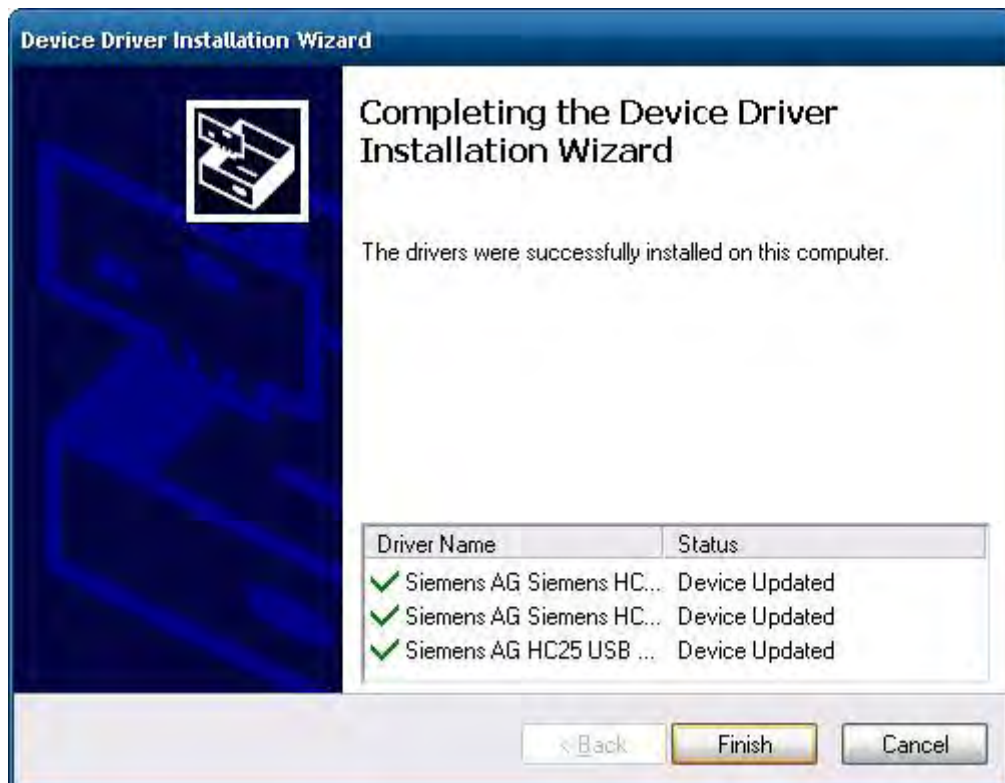 Device Driver Installation Wizard
Completing the Device Driver
Installation Wizard
The drivers were successfully installed on this computer.
Driver Name Status
Siemens AG Siemens HC... Device Updated
Siemens AG Siemens HC... Device Updated
Siemens AG HC25 USB ... Device Updated
< Back Finish Cancel